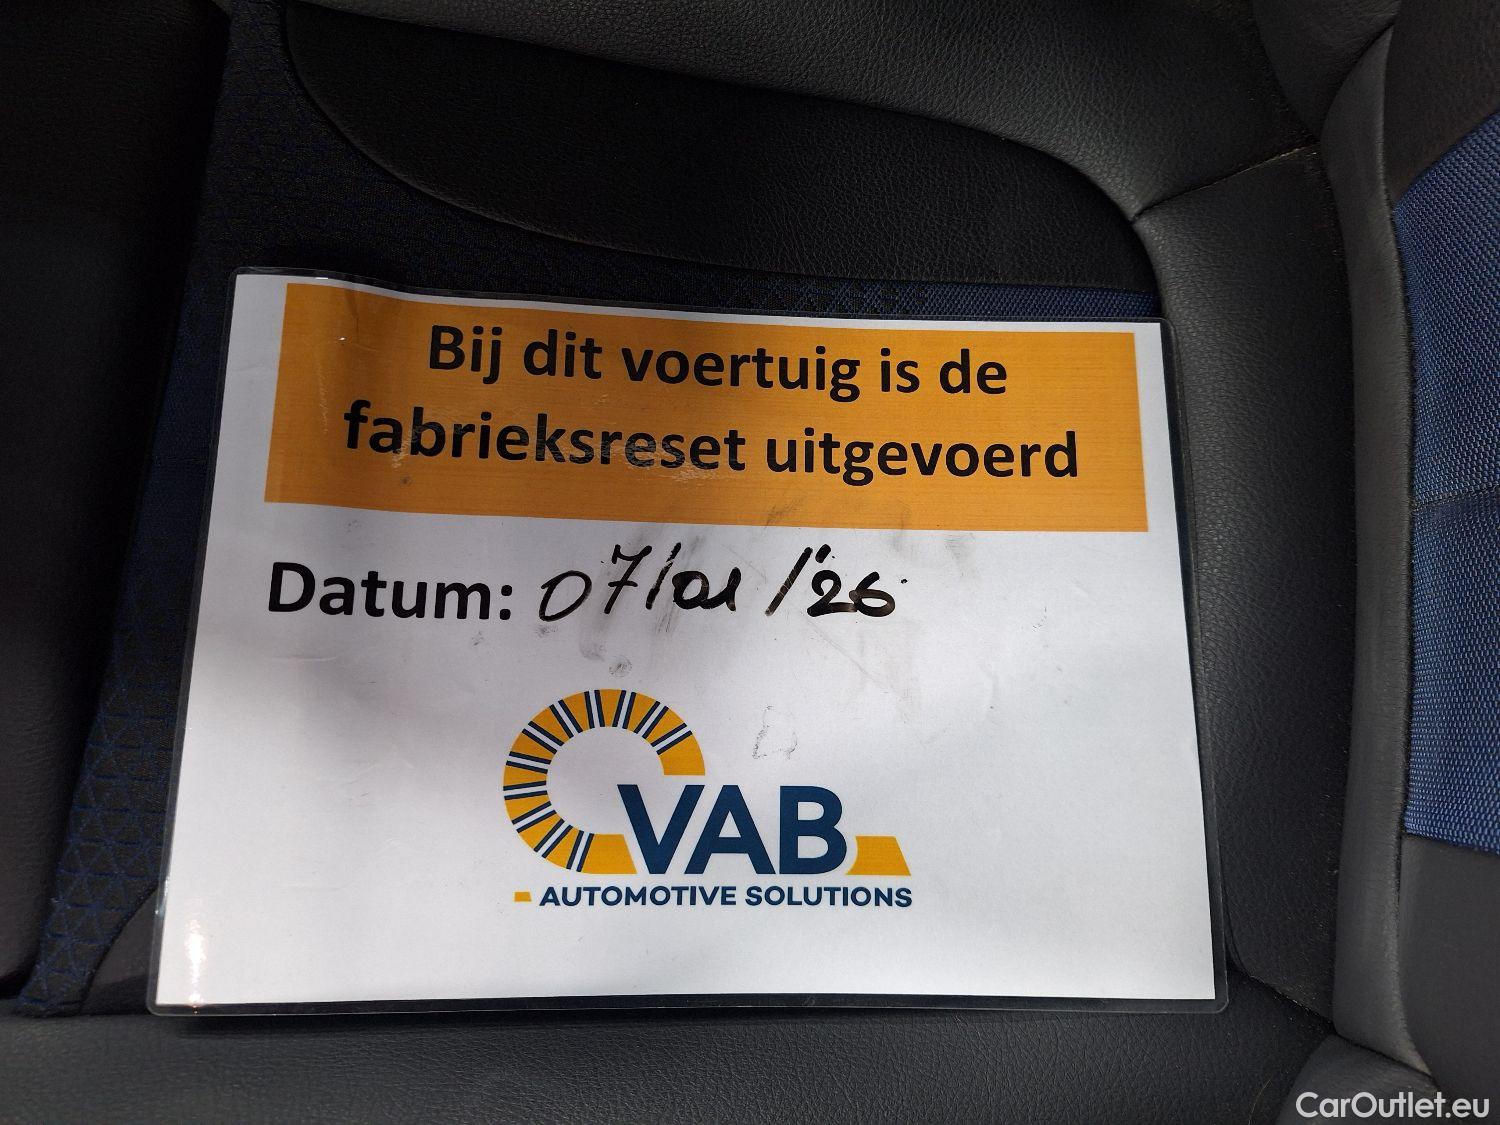 Bij dit voertuig is de
fabrieksreset uitgevoerd
Datum: 07/01/'26
VAB
AUTOMOTIVE SOLUTIONS
CarOutlet.eu